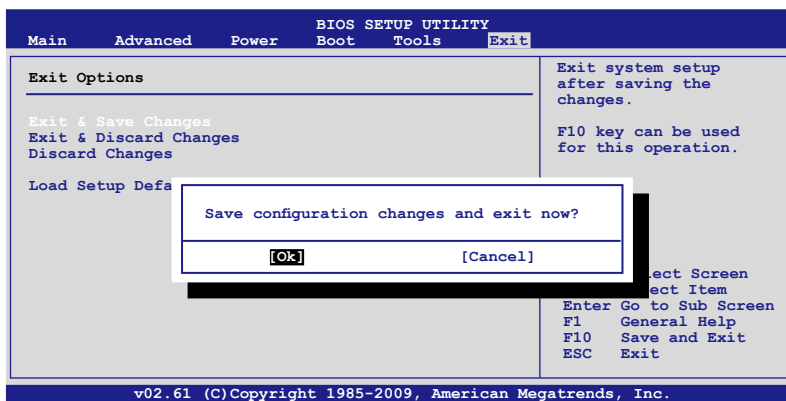 BIOS SETUP UTILITY
Main Advanced Power Boot Tools Exit
Exit Options
Exit & Save Changes
Exit & Discard Changes
Discard Changes
Load Setup Defa
Save configuration changes and exit now?
[Ok] [Cancel]
Exit system setup
after saving the
changes.
F10 key can be used
for this operation.
ect Screen
ect Item
Enter Go to Sub Screen
F1 General Help
F10 Save and Exit
ESC Exit
v02.61 (C)Copyright 1985-2009, American Megatrends, Inc.